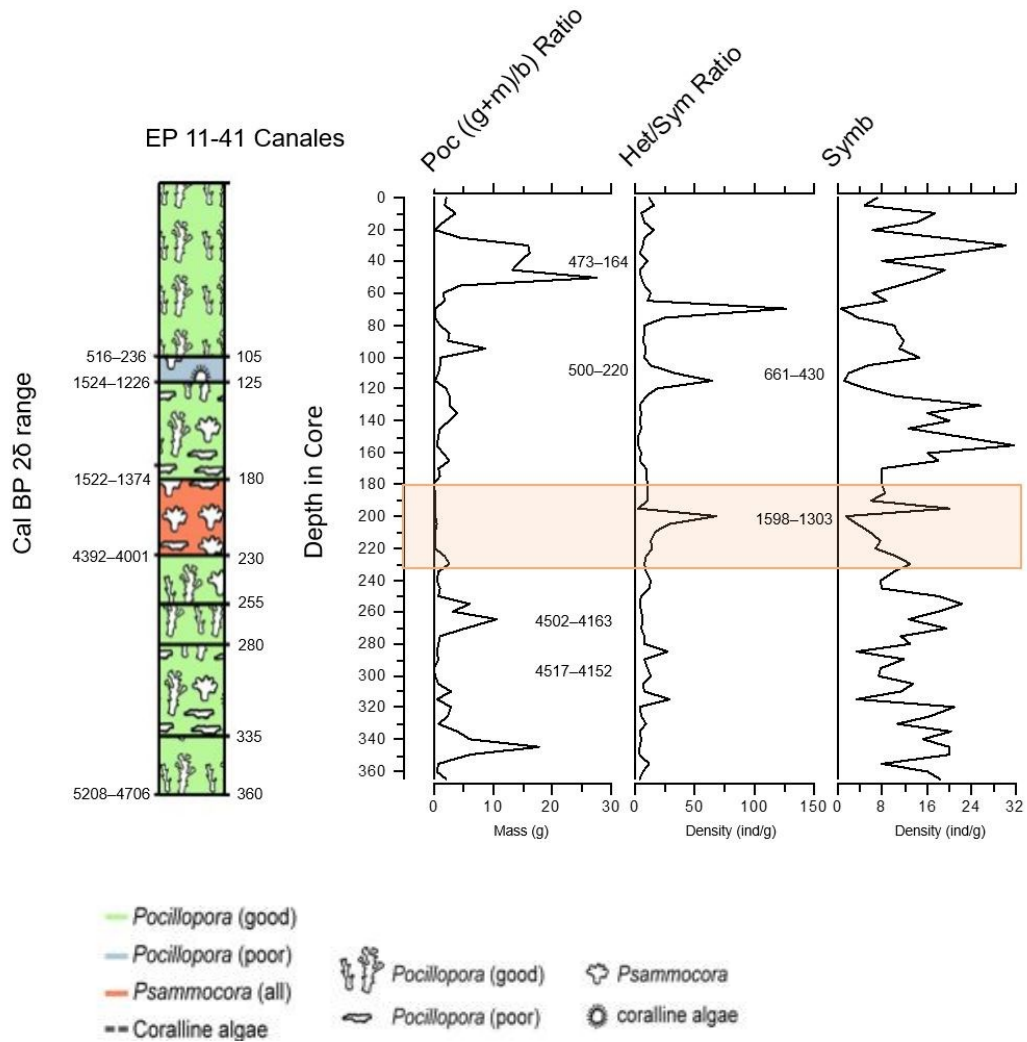 Poc ((g+m)/b) Ratio
Het/Sym Ratio
Symb
EP 11-41 Canales
Cal BP 2δ range
516–236
1524–1226
1522–1374
4392–4001
5208–4706
105
125
180
230
255
280
335
360
Depth in Core
0
20
40
60
80
100
120
140
160
180
200
220
240
260
280
300
320
340
360
473–164
500–220
661–430
1598–1303
4502–4163
4517–4152
0 10 20 30
Mass (g)
0 50 100 150
Density (ind/g)
0 8 16 24 32
Density (ind/g)
Pocillopora (good)
Pocillopora (poor)
Psammocora (all)
Coralline algae
Pocillopora (good)
Pocillopora (poor)
Psammocora
coralline algae